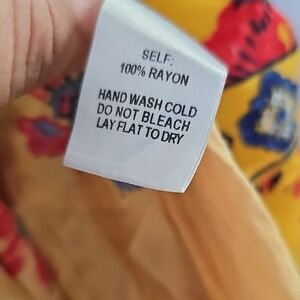 SELF:
100% RAYON
HAND WASH COLD
DO NOT BLEACH
LAY FLAT TO DRY